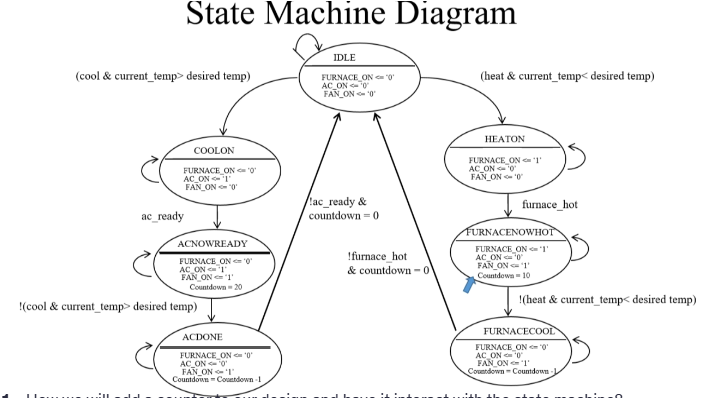 State Machine Diagram
IDLE
FURNACE_ON <= '0'
AC_ON <= '0'
FAN_ON <= '0'
(cool & current_temp> desired temp)
(heat & current_temp< desired temp)
COOLON
FURNACE_ON <= '0'
AC_ON <= '1'
FAN_ON <= '0'
HEATON
FURNACE_ON <= '1'
AC_ON <= '0'
FAN_ON <= '0'
ac_ready
!ac_ready &
countdown = 0
furnace_hot
ACNOWREADY
FURNACE_ON <= '0'
AC_ON <= '1'
FAN_ON <= '1'
Countdown = 20
!furnace_hot
& countdown = 0
FURNACENOWHOT
FURNACE_ON <= '1'
AC_ON <= '0'
FAN_ON <= '1'
Countdown = 10
!(cool & current_temp> desired temp)
!(heat & current_temp< desired temp)
ACDONE
FURNACE_ON <= '0'
AC_ON <= '0'
FAN_ON <= '1'
Countdown = Countdown -1
FURNACECOOL
FURNACE_ON <= '0'
AC_ON <= '0'
FAN_ON <= '1'
Countdown = Countdown -1
1. How we will add a counter to our design and have it interact with the state machine?